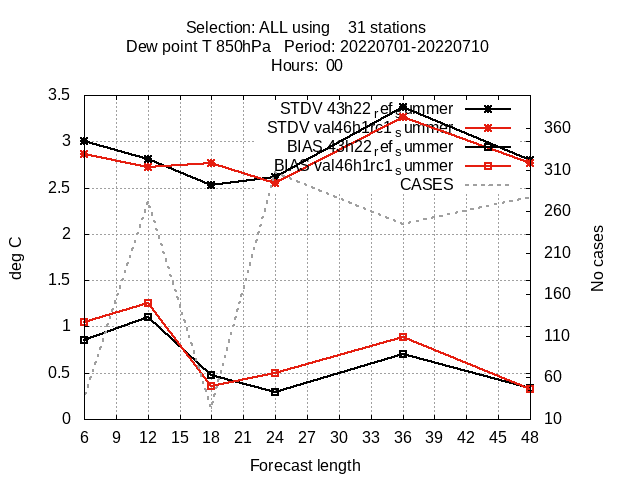 Selection: ALL using 31 stations
Dew point T 850hPa Period: 20220701-20220710
Hours: 00
STDV 43h22_ref_summer
STDV val46h1rc1_summer
BIAS 43h22_ref_summer
BIAS val46h1rc1_summer
CASES
deg C
3.5
3
2.5
2
1.5
1
0.5
0
360
310
260
210
160
110
60
10
No cases
6 9 12 15 18 21 24 27 30 33 36 39 42 45 48
Forecast length